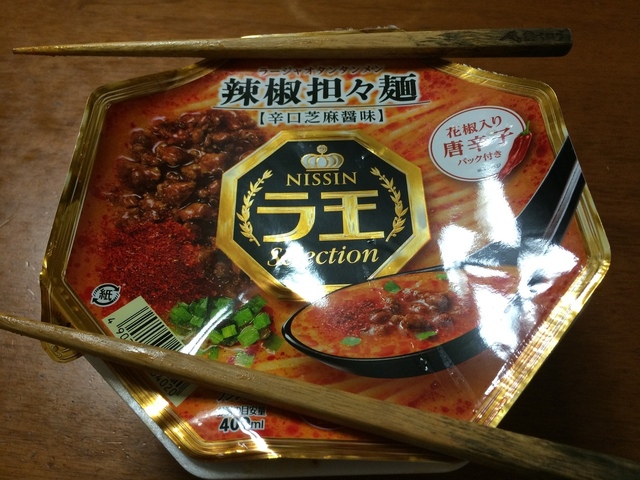 ラージャオタンタンメン
辣椒担々麺
【辛口芝麻醤味】
花椒入り
唐辛子
パック付き
NISSIN
ラ王
Selection
紙
400ml